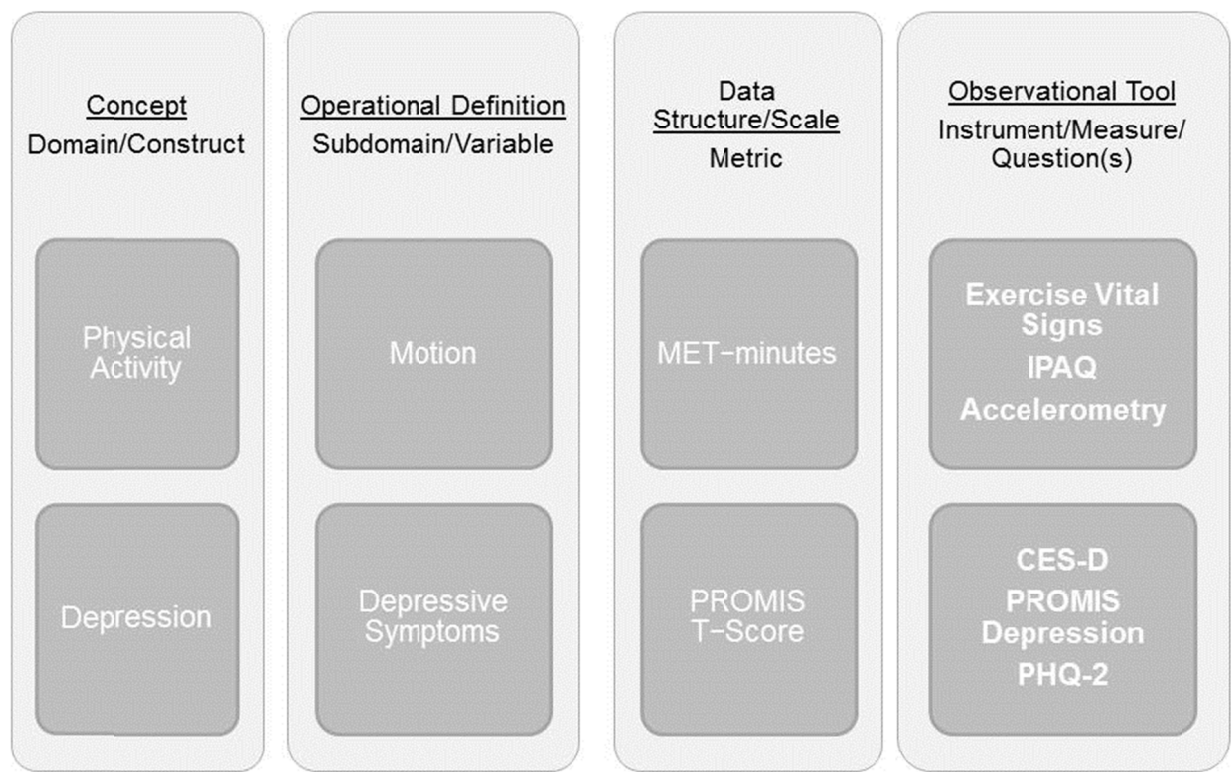 Concept
Domain/Construct
Operational Definition
Subdomain/Variable
Data
Structure/Scale
Metric
Observational Tool
Instrument/Measure/
Question(s)
Physical
Activity
Motion
MET−minutes
Exercise Vital
Signs
IPAQ
Accelerometry
Depression
Depressive
Symptoms
PROMIS
T−Score
CES-D
PROMIS
Depression
PHQ-2